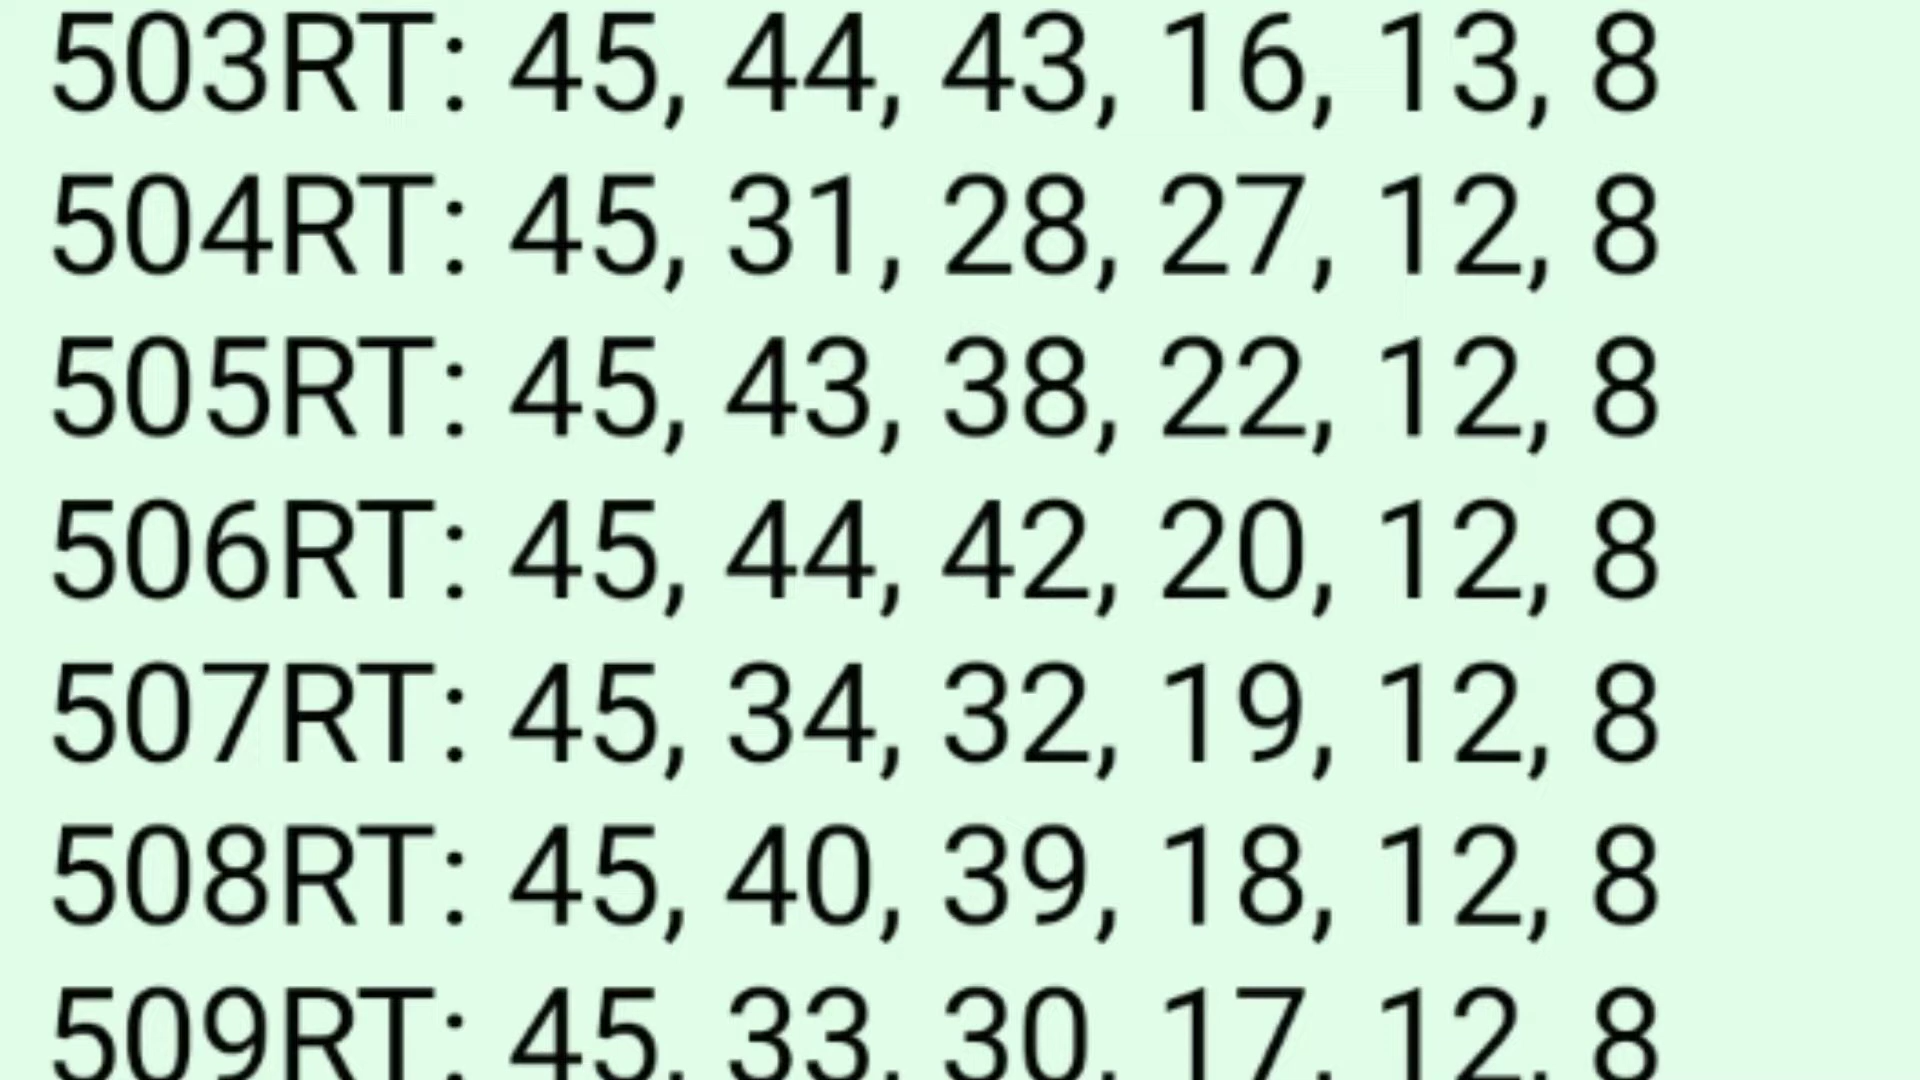 503RT: 45, 44, 43, 16, 13, 8
504RT: 45, 31, 28, 27, 12, 8
505RT: 45, 43, 38, 22, 12, 8
506RT: 45, 44, 42, 20, 12, 8
507RT: 45, 34, 32, 19, 12, 8
508RT: 45, 40, 39, 18, 12, 8
509RT: 45, 33, 30, 17, 12, 8